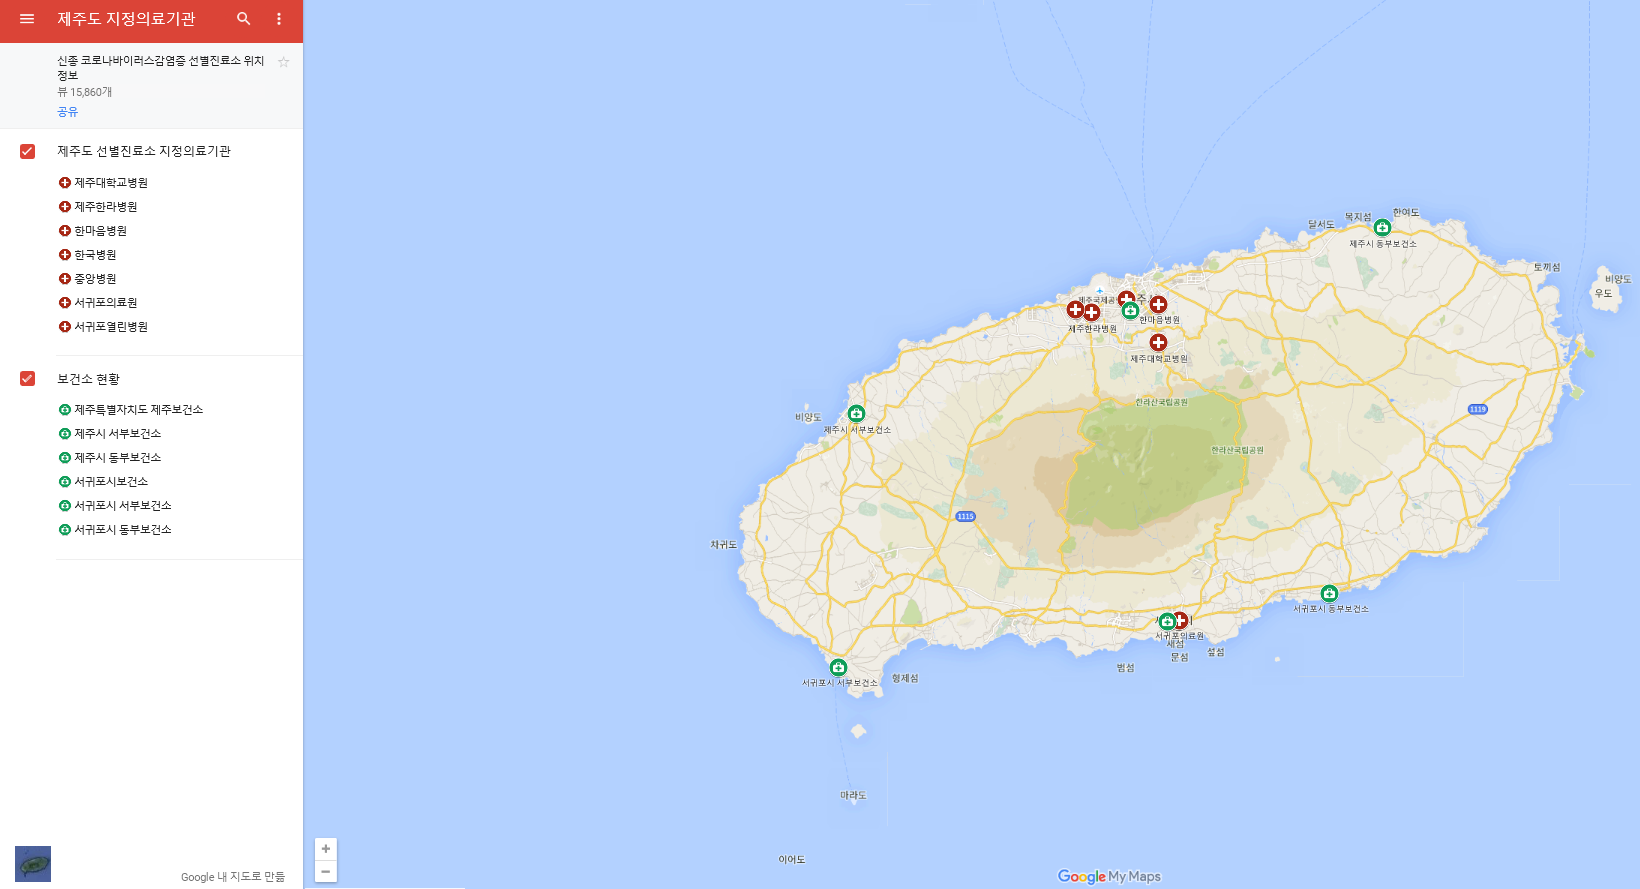 제주도 지정의료기관
신종 코로나바이러스감염증 선별진료소 위치
정보
뷰 15,860개
공유
제주도 선별진료소 지정의료기관
제주대학교병원
제주한라병원
한마음병원
한국병원
중앙병원
서귀포의료원
서귀포열린병원
보건소 현황
제주특별자치도 제주보건소
제주시 서부보건소
제주시 동부보건소
서귀포시보건소
서귀포시 서부보건소
서귀포시 동부보건소
Google 내 지도로 만듦
달서도
복지섬
한여도
제주시 동부보건소
토끼섬
비양도
우도
제주국제공
주
한마음병원
제주한라병원
제주대학교병원
한라산국립공원
1119
비양도
제주시 서부보건소
한라산국립공원
1115
차귀도
서귀포시 동부보건소
서귀포의료원
새섬
문섬
섶섬
범섬
형제섬
서귀포시 서부보건소
마라도
이어도
Google My Maps